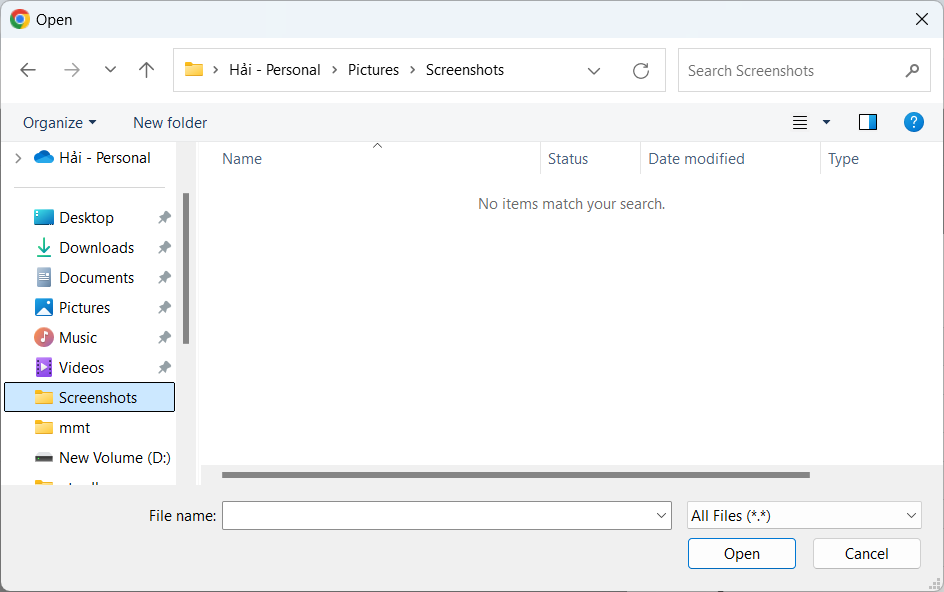 Open
Hải - Personal
Pictures
Screenshots
Search Screenshots
Organize
New folder
Hải - Personal
Desktop
Downloads
Documents
Pictures
Music
Videos
Screenshots
mmt
New Volume (D:)
Name
Status
Date modified
Type
No items match your search.
File name:
All Files (*.*)
Open
Cancel